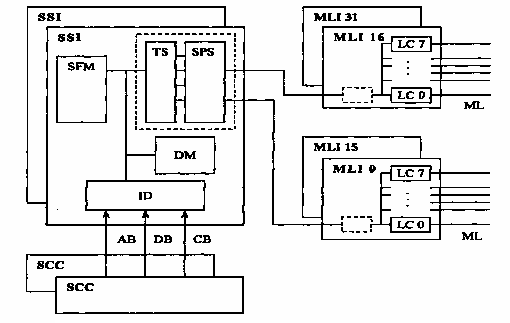 SSI
SSI
SFM
TS
SPS
DM
ID
AB
DB
CB
SCC
SCC
MLI 31
MLI 16
LC 7
LC 0
ML
MLI 15
MLI 0
LC 7
LC 0
ML